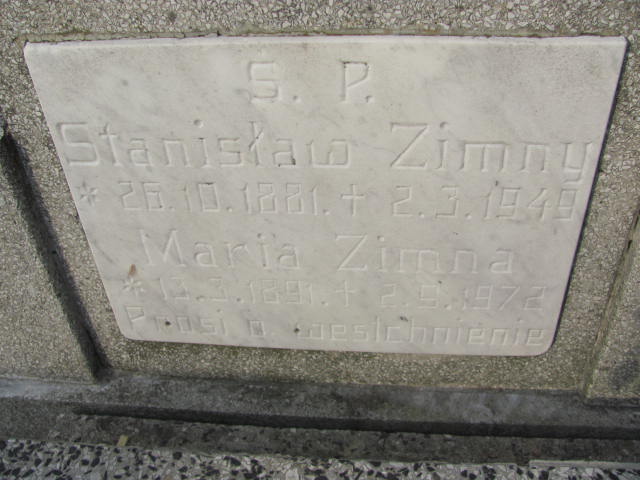 Ś. P.
Stanisław Zimny
* 26.10.1881. + 2.3.1949
Maria Zimna
* 13.3.1891. + 2.9.1972
Prosi o westchnienie